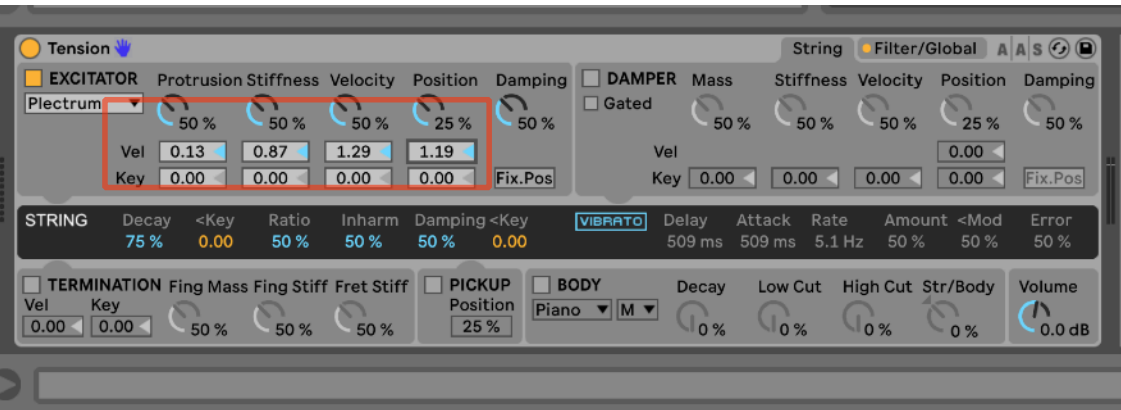 Tension String Filter/Global A A S
EXCITATOR Protrusion Stiffness Velocity Position Damping
Plectrum 50 % 50 % 50 % 25 % 50 %
Vel 0.13 0.87 1.29 1.19
Key 0.00 0.00 0.00 0.00 Fix.Pos
DAMPER Mass Stiffness Velocity Position Damping
Gated 50 % 50 % 50 % 25 % 50 %
Vel 0.00
Key 0.00 0.00 0.00 0.00 Fix.Pos
STRING Decay <Key Ratio Inharm Damping <Key VIBRATO Delay Attack Rate Amount <Mod Error
75 % 0.00 50 % 50 % 50 % 0.00 509 ms 509 ms 5.1 Hz 50 % 50 % 50 %
TERMINATION Fing Mass Fing Stiff Fret Stiff
Vel Key
0.00 0.00 50 % 50 % 50 %
PICKUP
Position
25 %
BODY Decay Low Cut High Cut Str/Body
Piano M 0 % 0 % 0 % 0 %
Volume
0.0 dB